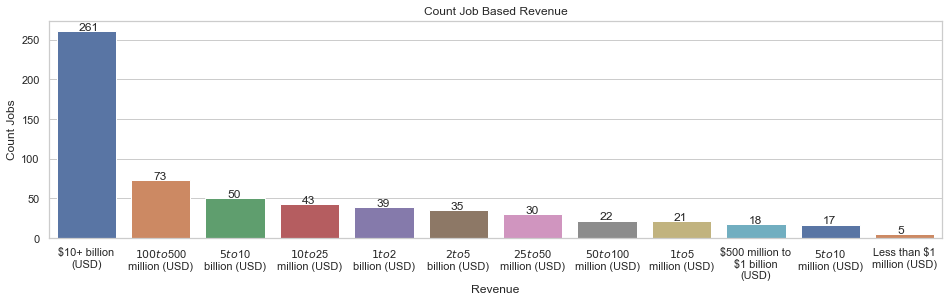 Count Job Based Revenue
Count Jobs
250
200
150
100
50
0
261
73
50
43
39
35
30
22
21
18
17
5
$10+ billion
(USD)
100to500
million (USD)
5to10
billion (USD)
10to25
million (USD)
1to2
billion (USD)
2to5
billion (USD)
25to50
million (USD)
50to100
million (USD)
1to5
million (USD)
$500 million to
$1 billion
(USD)
5to10
million (USD)
Less than $1
million (USD)
Revenue